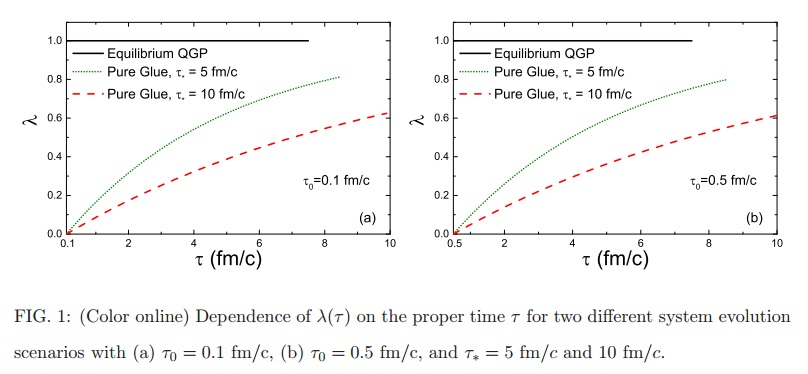 1.0
0.8
0.6
0.4
0.2
0.0
λ
Equilibrium QGP
Pure Glue, τ* = 5 fm/c
Pure Glue, τ* = 10 fm/c
τ0=0.1 fm/c
(a)
0.1 2 4 6 8 10
τ (fm/c)
1.0
0.8
0.6
0.4
0.2
0.0
λ
Equilibrium QGP
Pure Glue, τ* = 5 fm/c
Pure Glue, τ* = 10 fm/c
τ0=0.5 fm/c
(b)
0.5 2 4 6 8 10
τ (fm/c)
FIG. 1: (Color online) Dependence of λ(τ) on the proper time τ for two different system evolution
scenarios with (a) τ0 = 0.1 fm/c, (b) τ0 = 0.5 fm/c, and τ∗ = 5 fm/c and 10 fm/c.